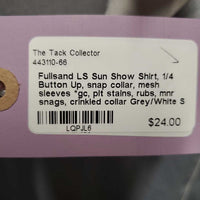 The Tack Collector
443110-66
Fullsand LS Sun Show Shirt, 1/4
Button Up, snap collar, mesh
sleeves *gc, pit stains, rubs, mnr
snags, crinkled collar Grey/White S
LQPJL6
$24.00